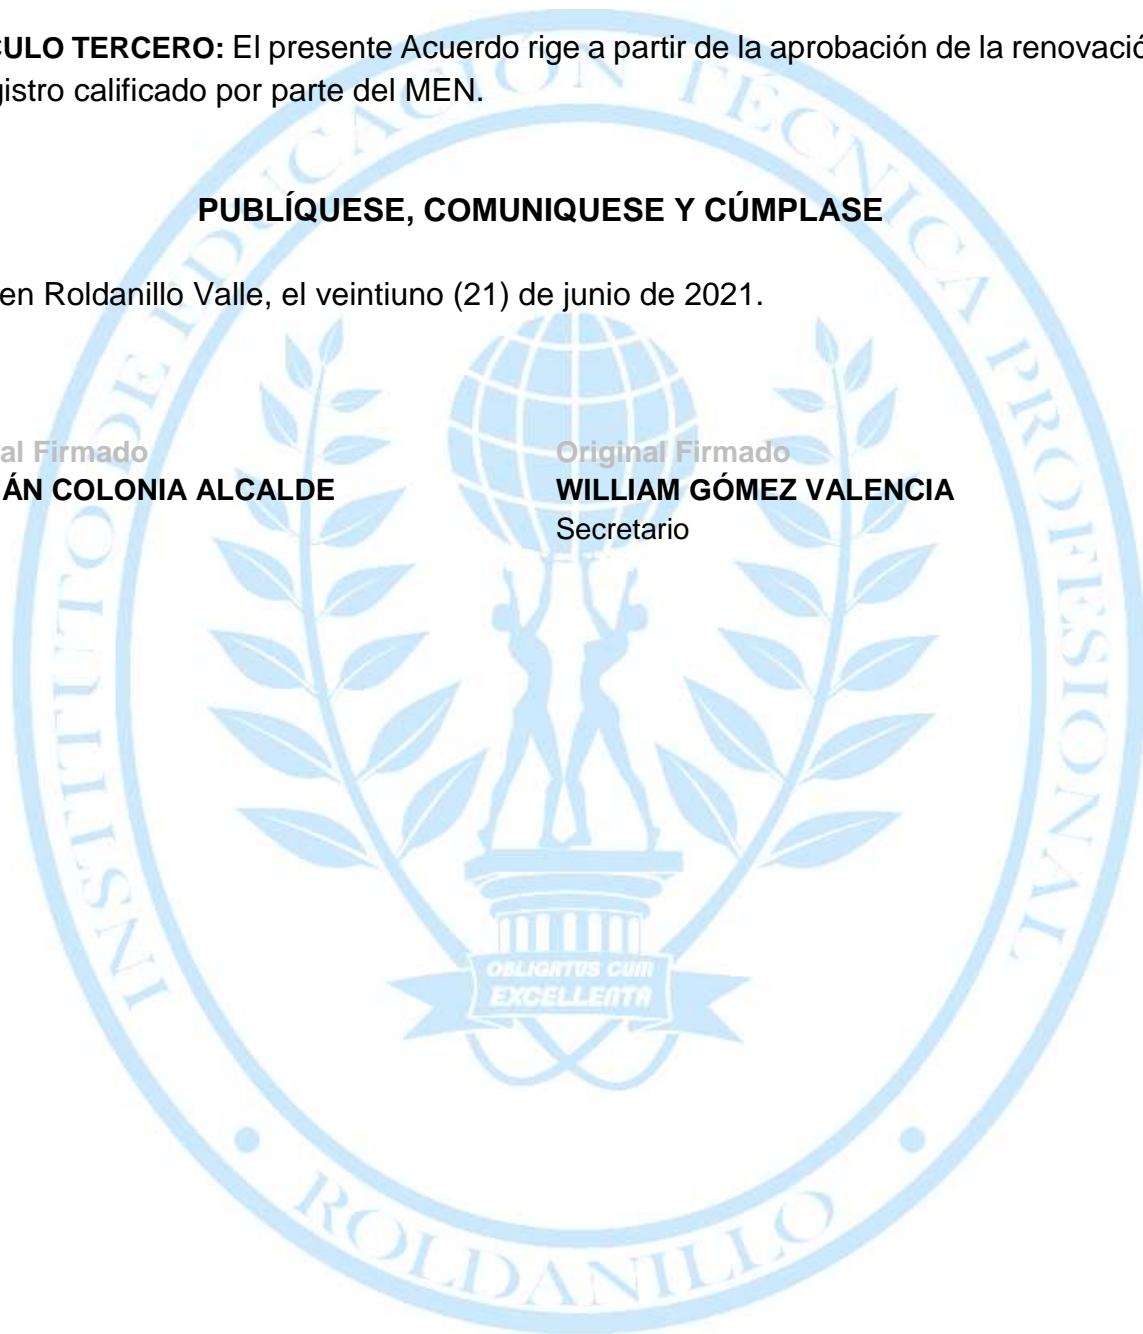 CULO TERCERO: El presente Acuerdo rige a partir de la aprobación de la renovació
gistro calificado por parte del MEN.
PUBLÍQUESE, COMUNIQUESE Y CÚMPLASE
en Roldanillo Valle, el veintiuno (21) de junio de 2021.
al Firmado
ÁN COLONIA ALCALDE
Original Firmado
WILLIAM GÓMEZ VALENCIA
Secretario
INSTITUTO DE EDUCACIÓN TÉCNICA PROFESIONAL
OBLIGATUS CUM
EXCELLENTA
ROLDANILLO